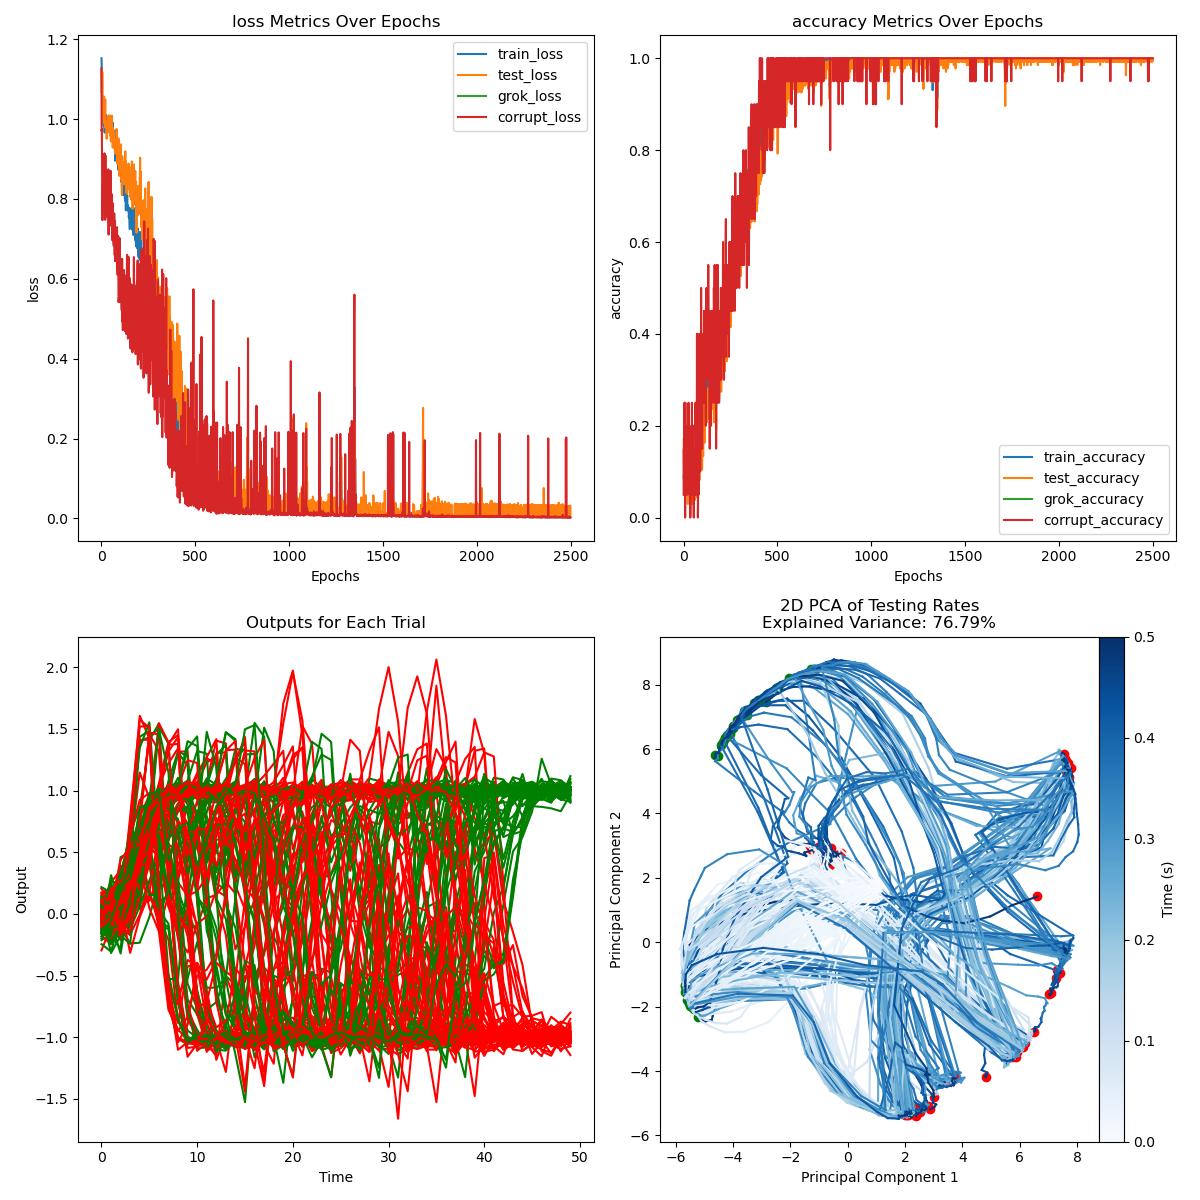 loss Metrics Over Epochs
1.2
1.0
0.8
0.6
0.4
0.2
0.0
loss
train_loss
test_loss
grok_loss
corrupt_loss
0
500
1000
1500
2000
2500
Epochs
accuracy Metrics Over Epochs
1.0
0.8
0.6
0.4
0.2
0.0
accuracy
train_accuracy
test_accuracy
grok_accuracy
corrupt_accuracy
0
500
1000
1500
2000
2500
Epochs
Outputs for Each Trial
2.0
1.5
1.0
0.5
0.0
−0.5
−1.0
−1.5
Output
0
10
20
30
40
50
Time
2D PCA of Testing Rates
Explained Variance: 76.79%
8
6
4
2
0
−2
−4
−6
Principal Component 2
−6
−4
−2
0
2
4
6
8
Principal Component 1
0.5
0.4
0.3
0.2
0.1
0.0
Time (s)